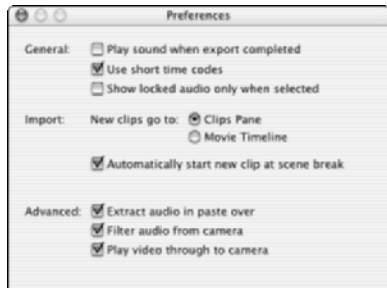 Preferences
General: Play sound when export completed
Use short time codes
Show locked audio only when selected
Import: New clips go to: Clips Pane
Movie Timeline
Automatically start new clip at scene break
Advanced: Extract audio in paste over
Filter audio from camera
Play video through to camera